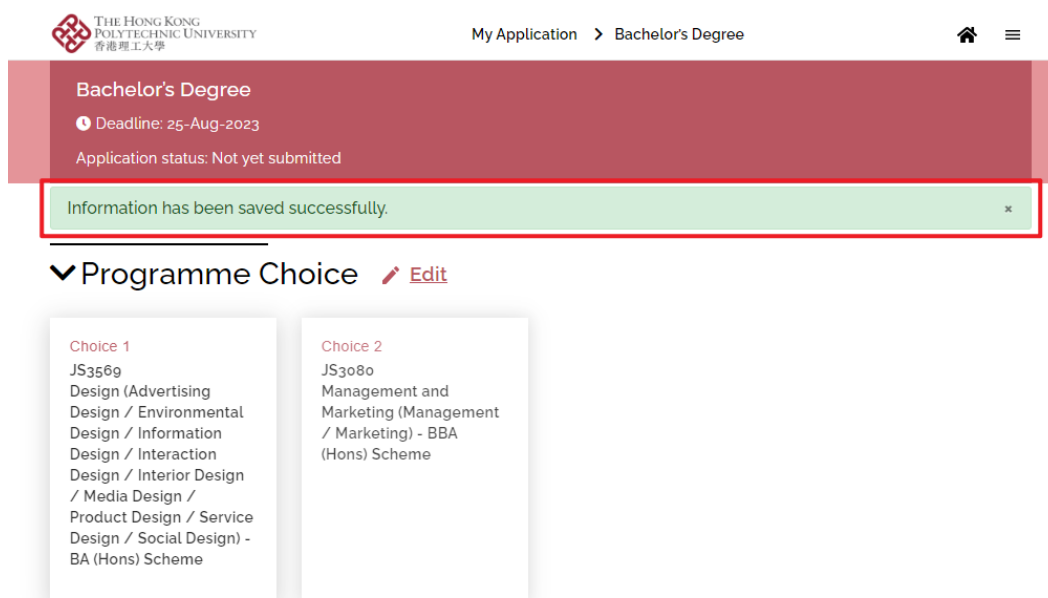 THE HONG KONG
POLYTECHNIC UNIVERSITY
香港理工大學
My Application > Bachelor's Degree
Bachelor's Degree
Deadline: 25-Aug-2023
Application status: Not yet submitted
Information has been saved successfully.
×
Programme Choice Edit
Choice 1
JS3569
Design (Advertising
Design / Environmental
Design / Information
Design / Interaction
Design / Interior Design
/ Media Design /
Product Design / Service
Design / Social Design) -
BA (Hons) Scheme
Choice 2
JS3080
Management and
Marketing (Management
/ Marketing) - BBA
(Hons) Scheme